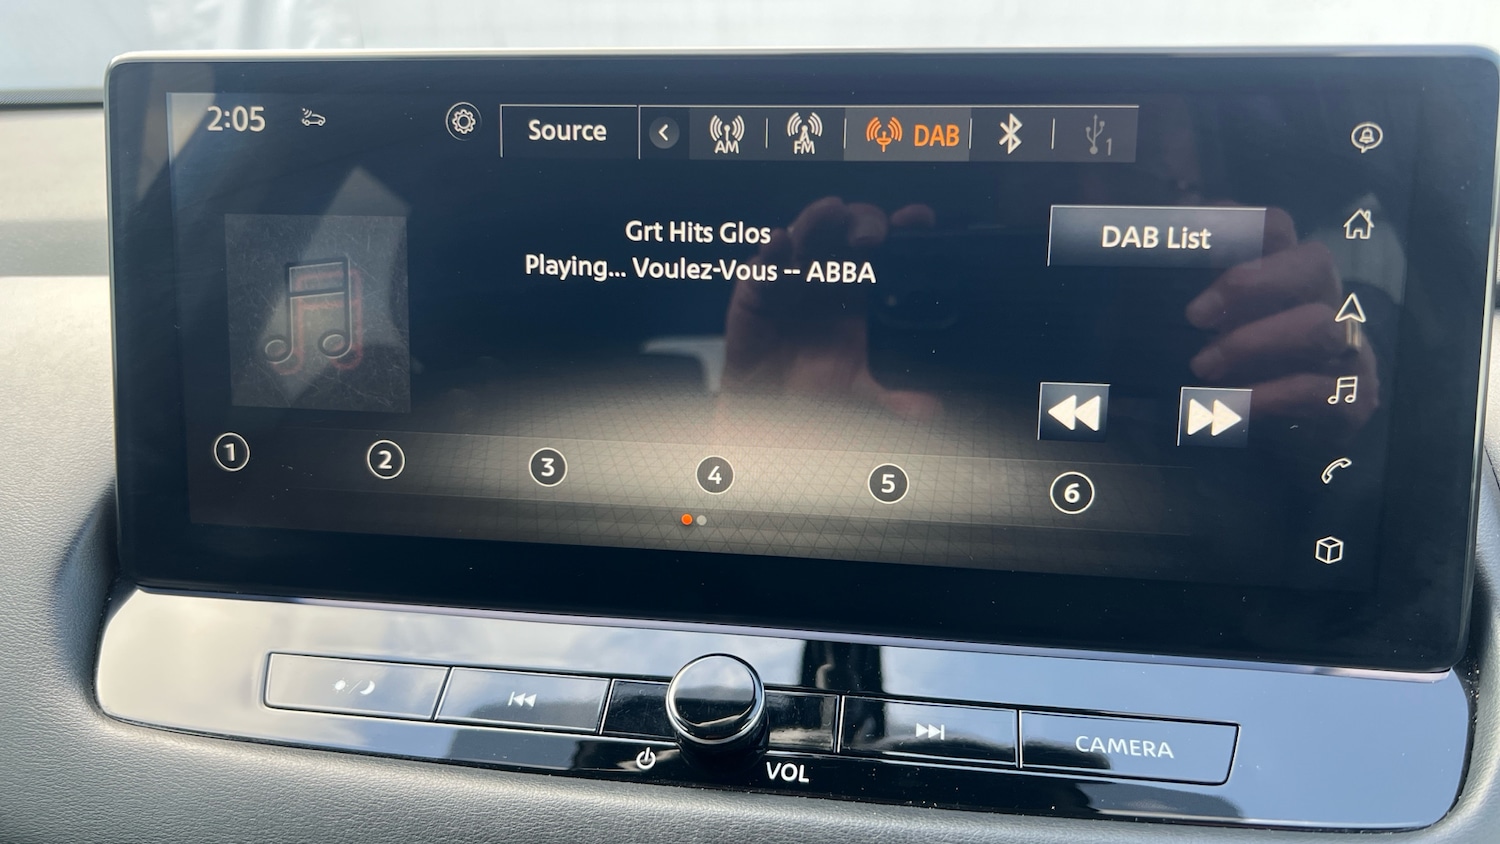 2:05
Source
AM
FM
DAB
1
Grt Hits Glos
Playing... Voulez-Vous -- ABBA
DAB List
1
2
3
4
5
6
VOL
CAMERA